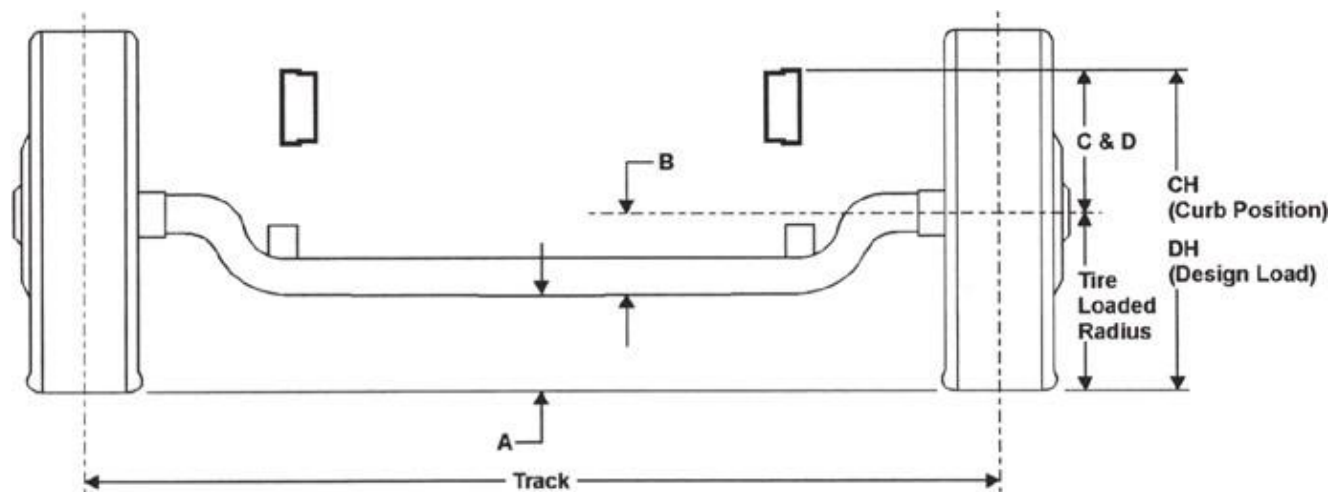 B
C & D
CH
(Curb Position)
DH
(Design Load)
Tire
Loaded
Radius
A
Track